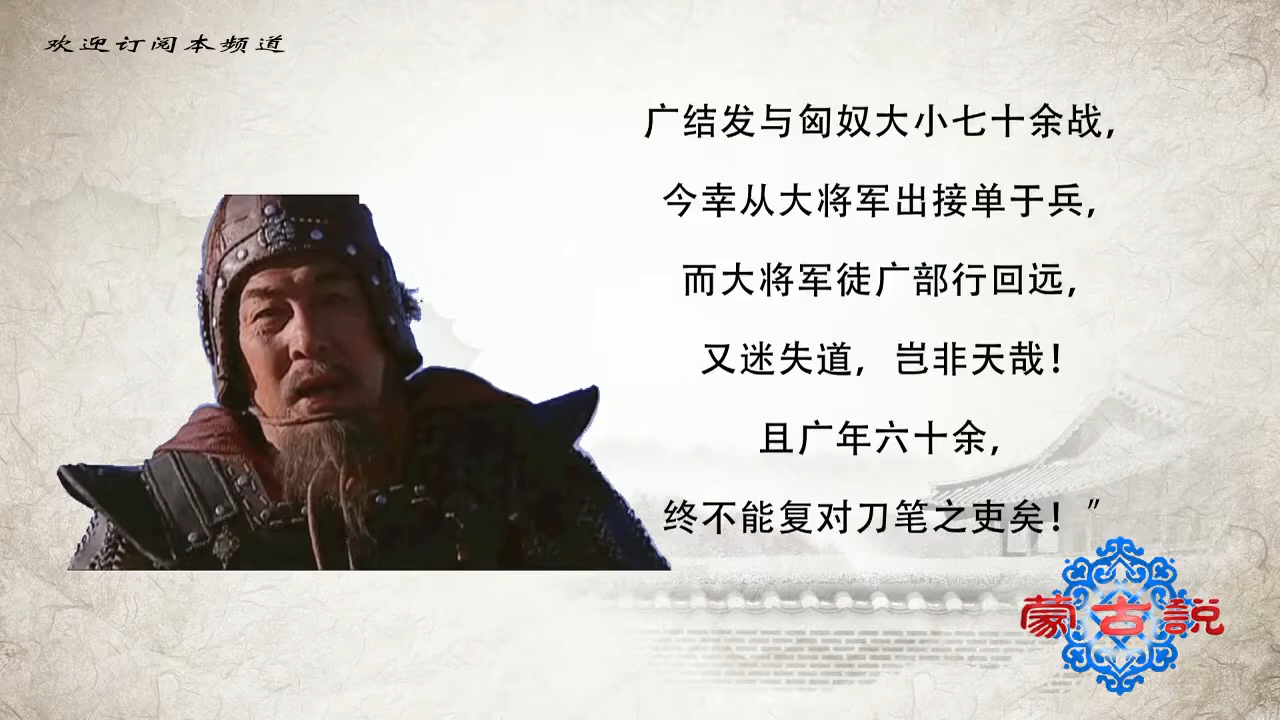 欢迎订阅本频道
广结发与匈奴大小七十余战,
今幸从大将军出接单于兵,
而大将军徒广部行回远,
又迷失道, 岂非天哉!
且广年六十余,
终不能复对刀笔之吏矣! ”
蒙古說